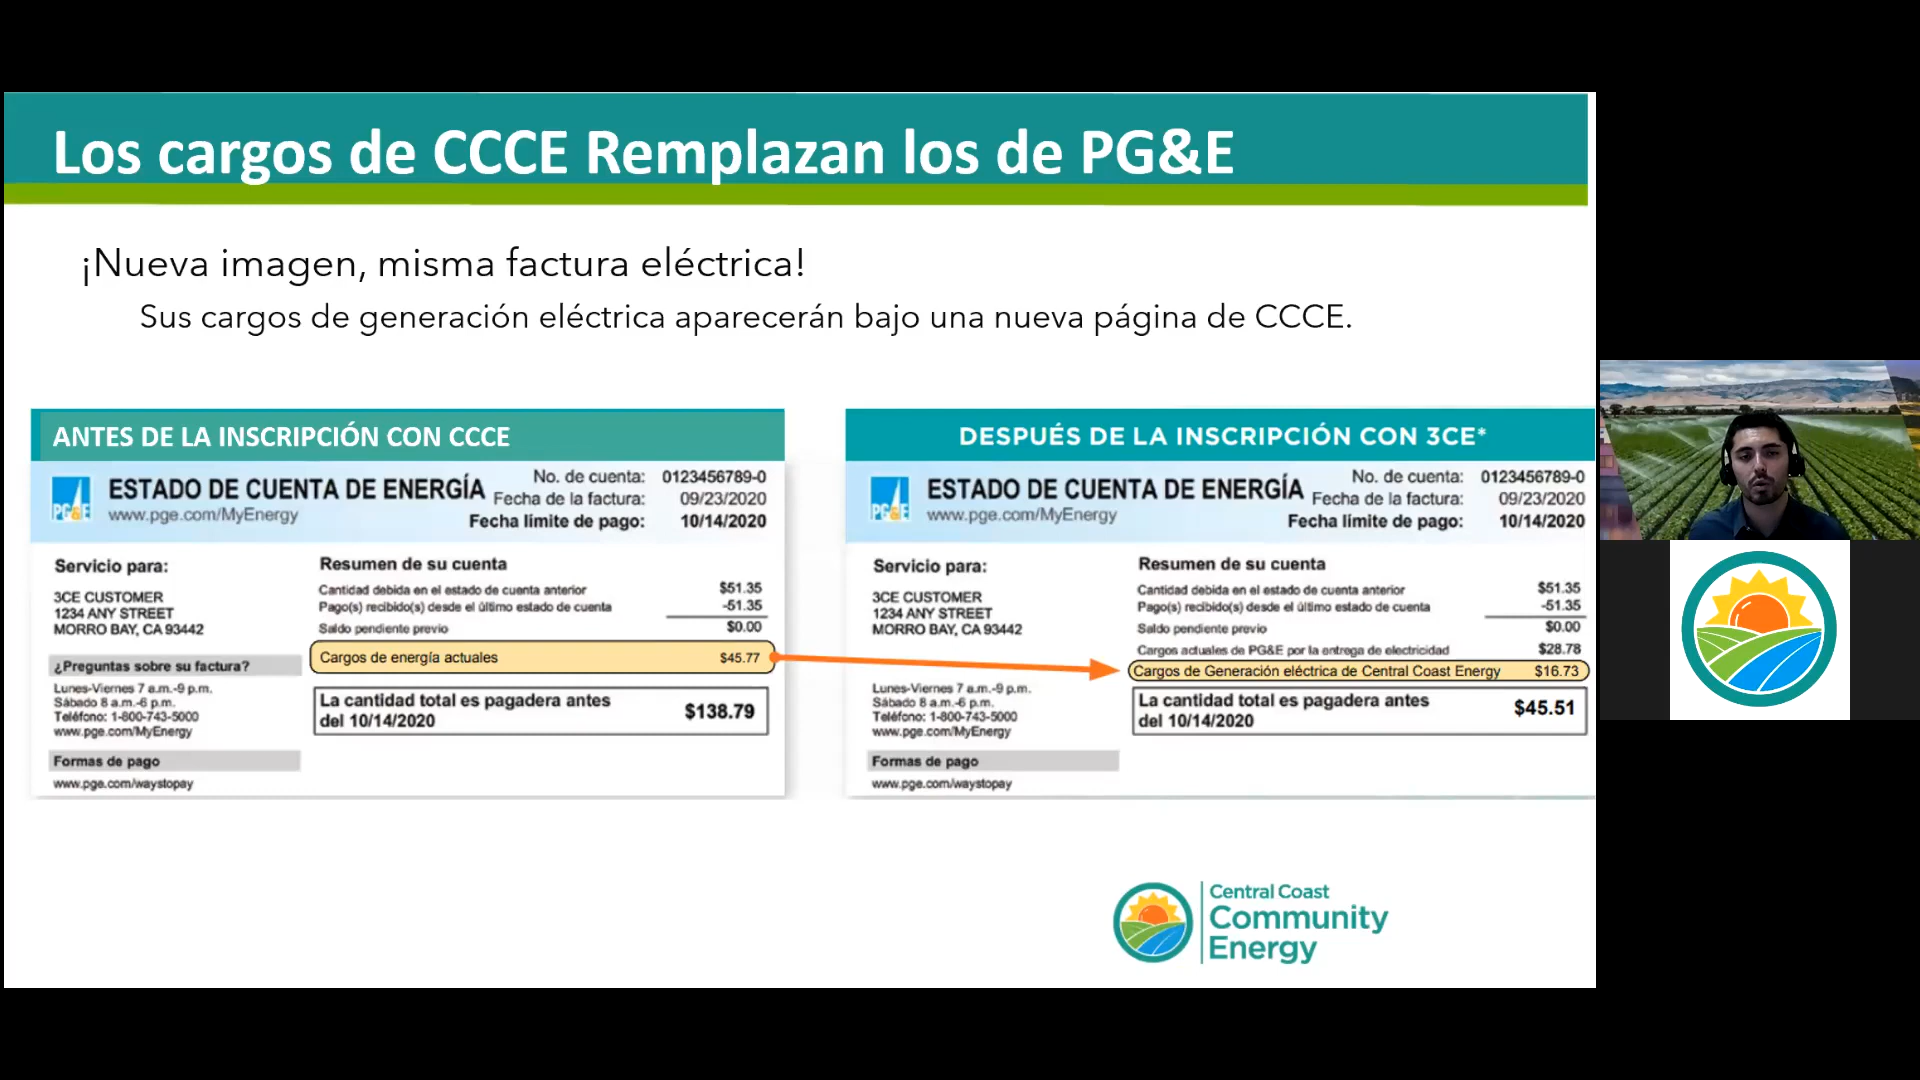 Los cargos de CCCE Remplazan los de PG&E
¡Nueva imagen, misma factura eléctrica!
Sus cargos de generación eléctrica aparecerán bajo una nueva página de CCCE.
ANTES DE LA INSCRIPCIÓN CON CCCE
PG&E
ESTADO DE CUENTA DE ENERGÍA
www.pge.com/MyEnergy
No. de cuenta: 0123456789-0
Fecha de la factura: 09/23/2020
Fecha límite de pago: 10/14/2020
Servicio para:
3CE CUSTOMER
1234 ANY STREET
MORRO BAY, CA 93442
¿Preguntas sobre su factura?
Lunes-Viernes 7 a.m.-9 p.m.
Sábado 8 a.m.-6 p.m.
Teléfono: 1-800-743-5000
www.pge.com/MyEnergy
Formas de pago
www.pge.com/waystopay
Resumen de su cuenta
Cantidad debida en el estado de cuenta anterior $51.35
Pago(s) recibido(s) desde el último estado de cuenta -51.35
Saldo pendiente previo $0.00
Cargos de energía actuales $45.77
La cantidad total es pagadera antes
del 10/14/2020 $138.79
DESPUÉS DE LA INSCRIPCIÓN CON 3CE*
PG&E
ESTADO DE CUENTA DE ENERGÍA
www.pge.com/MyEnergy
No. de cuenta: 0123456789-0
Fecha de la factura: 09/23/2020
Fecha límite de pago: 10/14/2020
Servicio para:
3CE CUSTOMER
1234 ANY STREET
MORRO BAY, CA 93442
Lunes-Viernes 7 a.m.-9 p.m.
Sábado 8 a.m.-6 p.m.
Teléfono: 1-800-743-5000
www.pge.com/MyEnergy
Formas de pago
www.pge.com/waystopay
Resumen de su cuenta
Cantidad debida en el estado de cuenta anterior $51.35
Pago(s) recibido(s) desde el último estado de cuenta -51.35
Saldo pendiente previo $0.00
Cargos actuales de PG&E por la entrega de electricidad $28.78
Cargos de Generación eléctrica de Central Coast Energy $16.73
La cantidad total es pagadera antes
del 10/14/2020 $45.51
Central Coast
Community
Energy